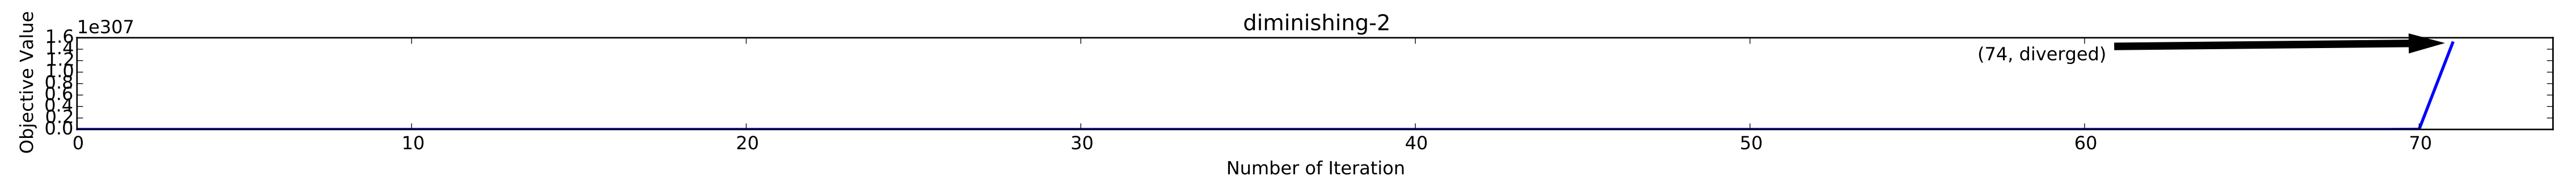 diminishing-2
1e307
Objective Value
1.6
1.4
1.2
1.0
0.8
0.6
0.4
0.2
0.0
(74, diverged)
0 10 20 30 40 50 60 70
Number of Iteration